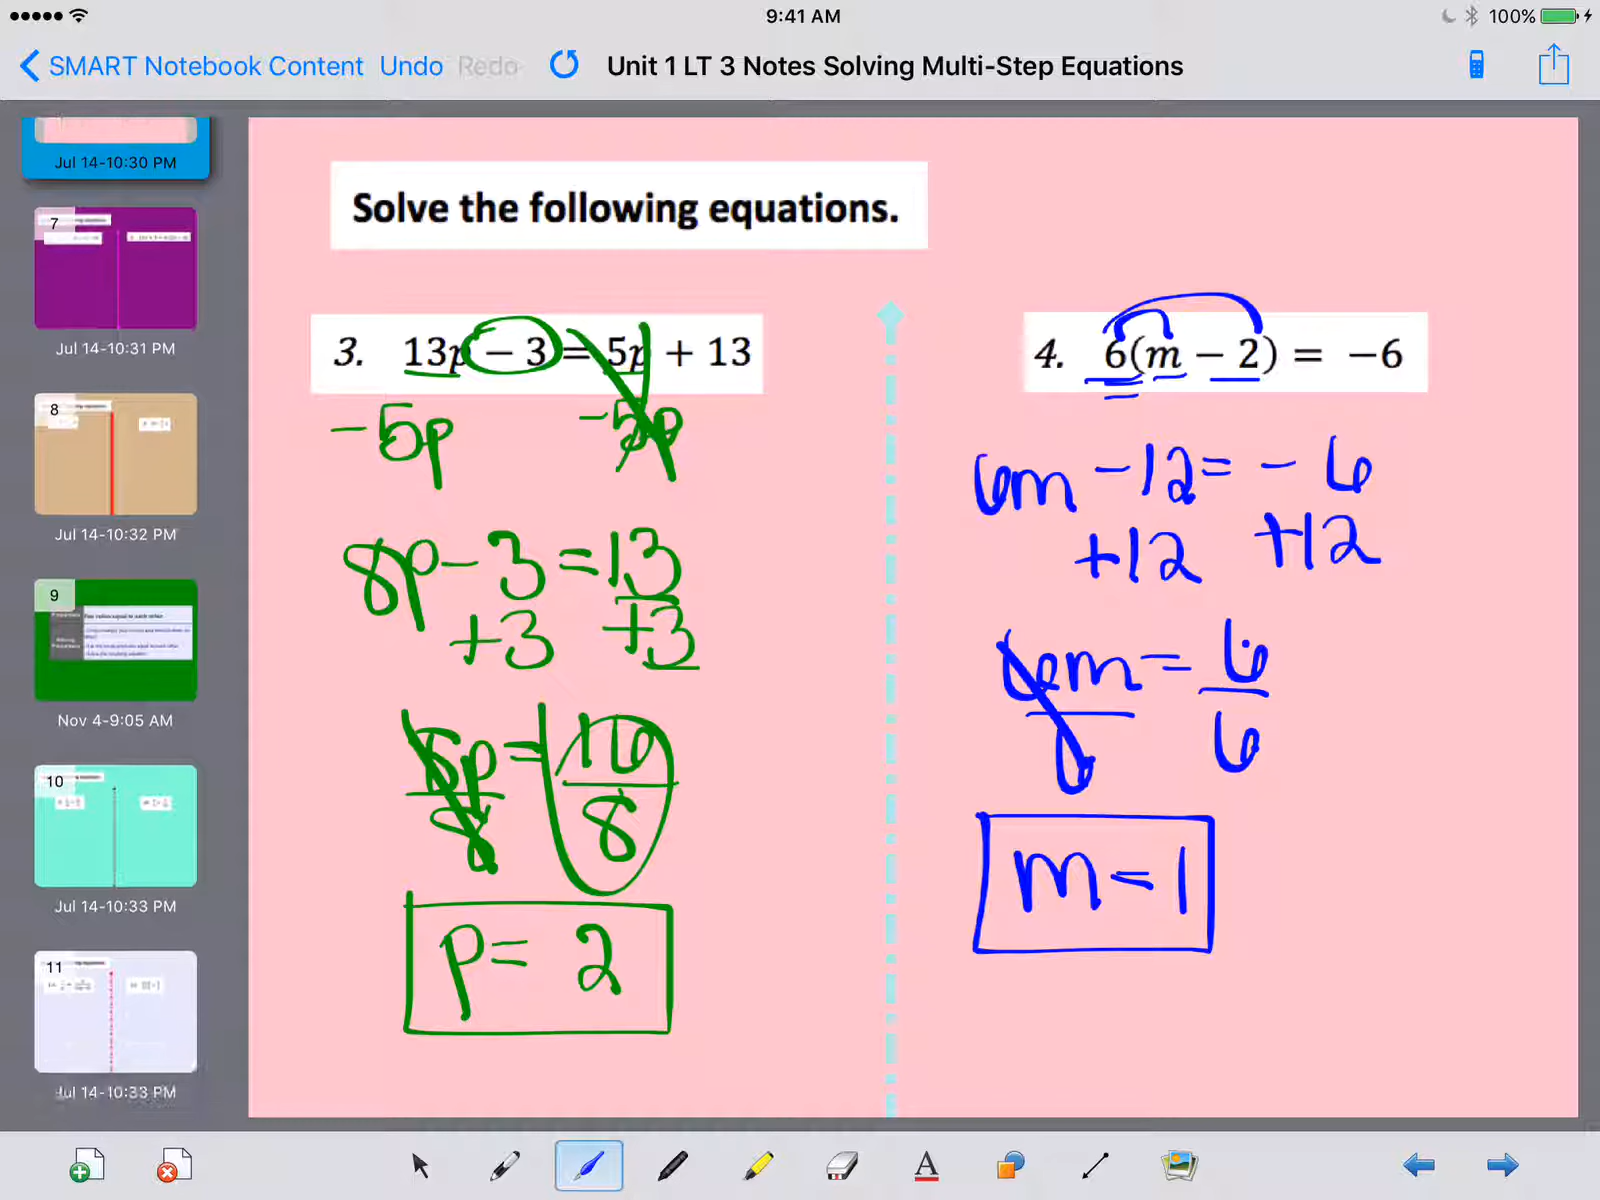 9:41 AM
100%
SMART Notebook Content Undo Redo Unit 1 LT 3 Notes Solving Multi-Step Equations
Jul 14-10:30 PM
7
Jul 14-10:31 PM
8
Jul 14-10:32 PM
9
Nov 4-9:05 AM
10
Jul 14-10:33 PM
11
Jul 14-10:33 PM
Solve the following equations.
3. 13p − 3 = 5p + 13
−5p −5p
8p − 3 = 13
+3 +3
8p = 16
8 8
p = 2
4. 6(m − 2) = −6
6m − 12 = − 6
+12 +12
6m = 6
6 6
m = 1
A